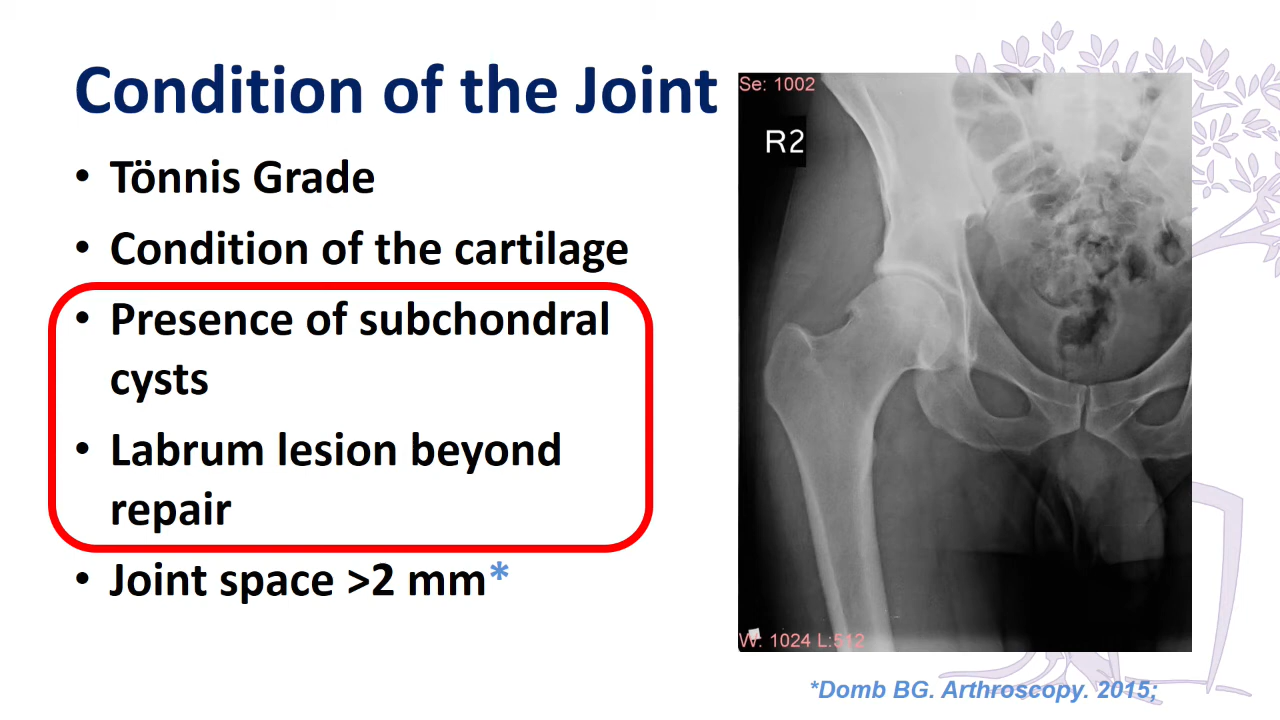 Condition of the Joint
• Tönnis Grade
• Condition of the cartilage
• Presence of subchondral
cysts
• Labrum lesion beyond
repair
• Joint space >2 mm*
Se: 1002
R2
W: 1024 L:512
*Domb BG. Arthroscopy. 2015;